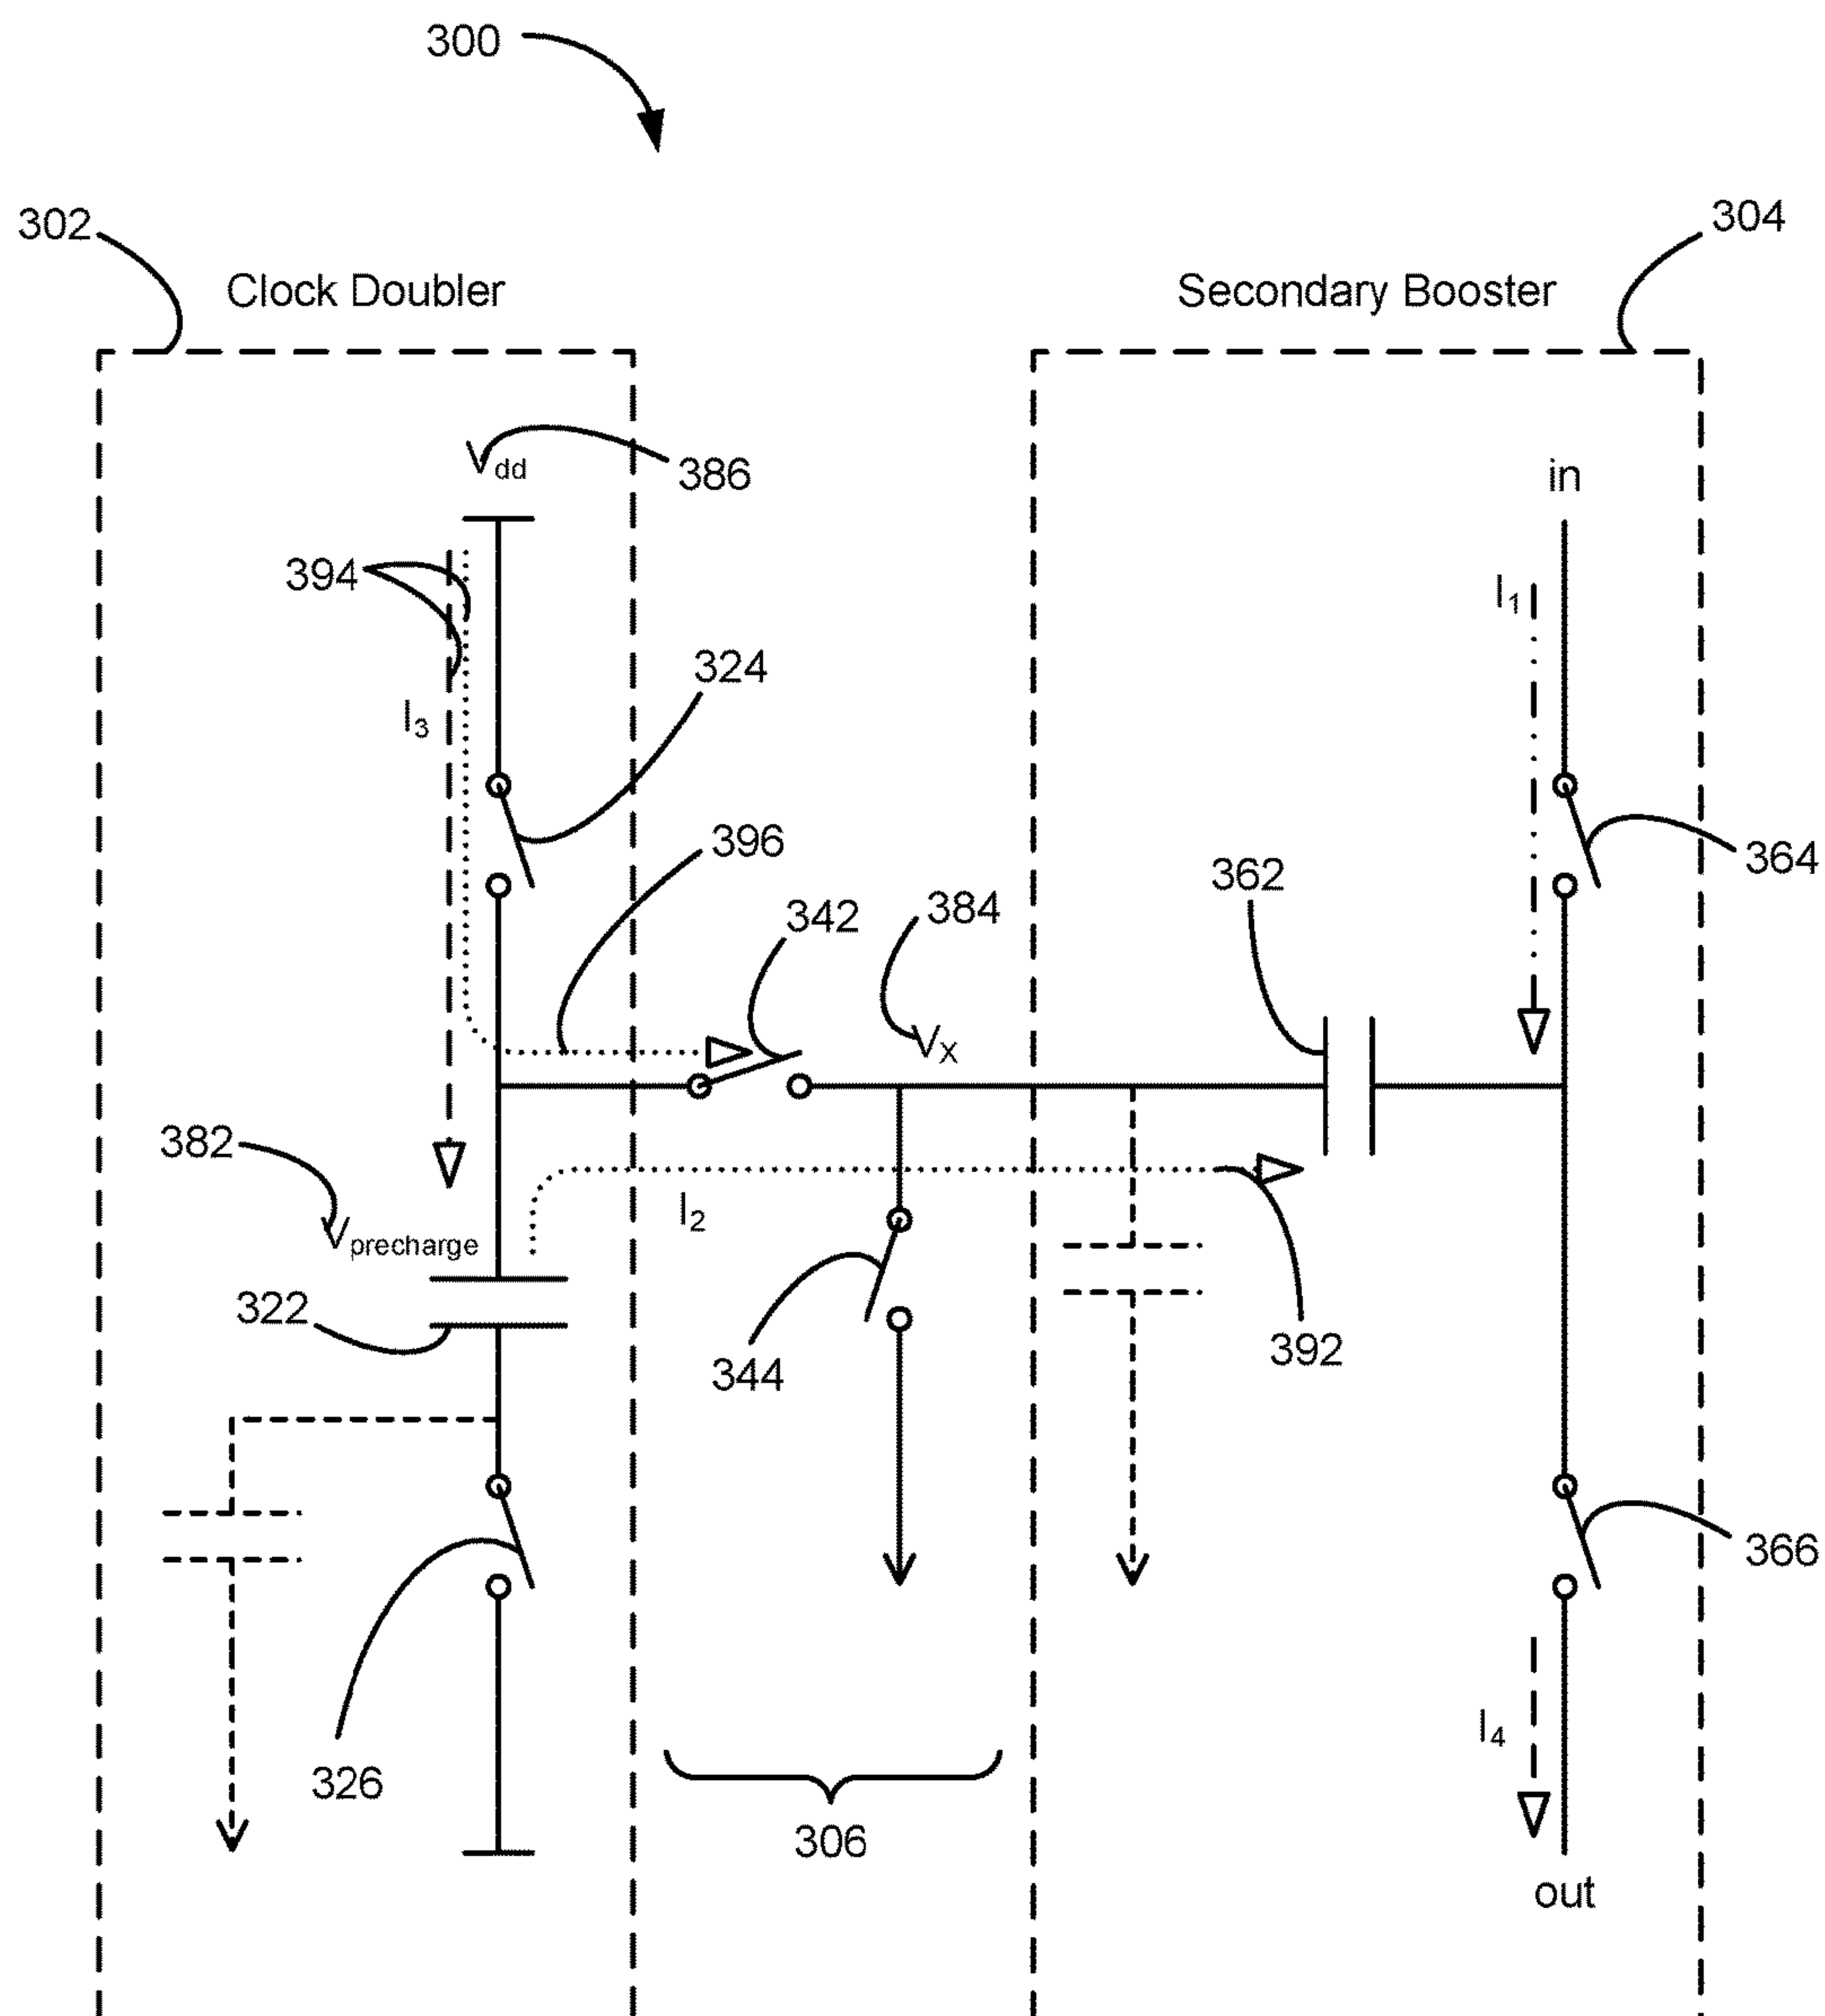 300
302
304
Clock Doubler
Secondary Booster
Vdd
386
in
394
I1
324
I3
396
364
362
342
384
VX
382
I2
Vprecharge
322
392
344
366
I4
326
306
out